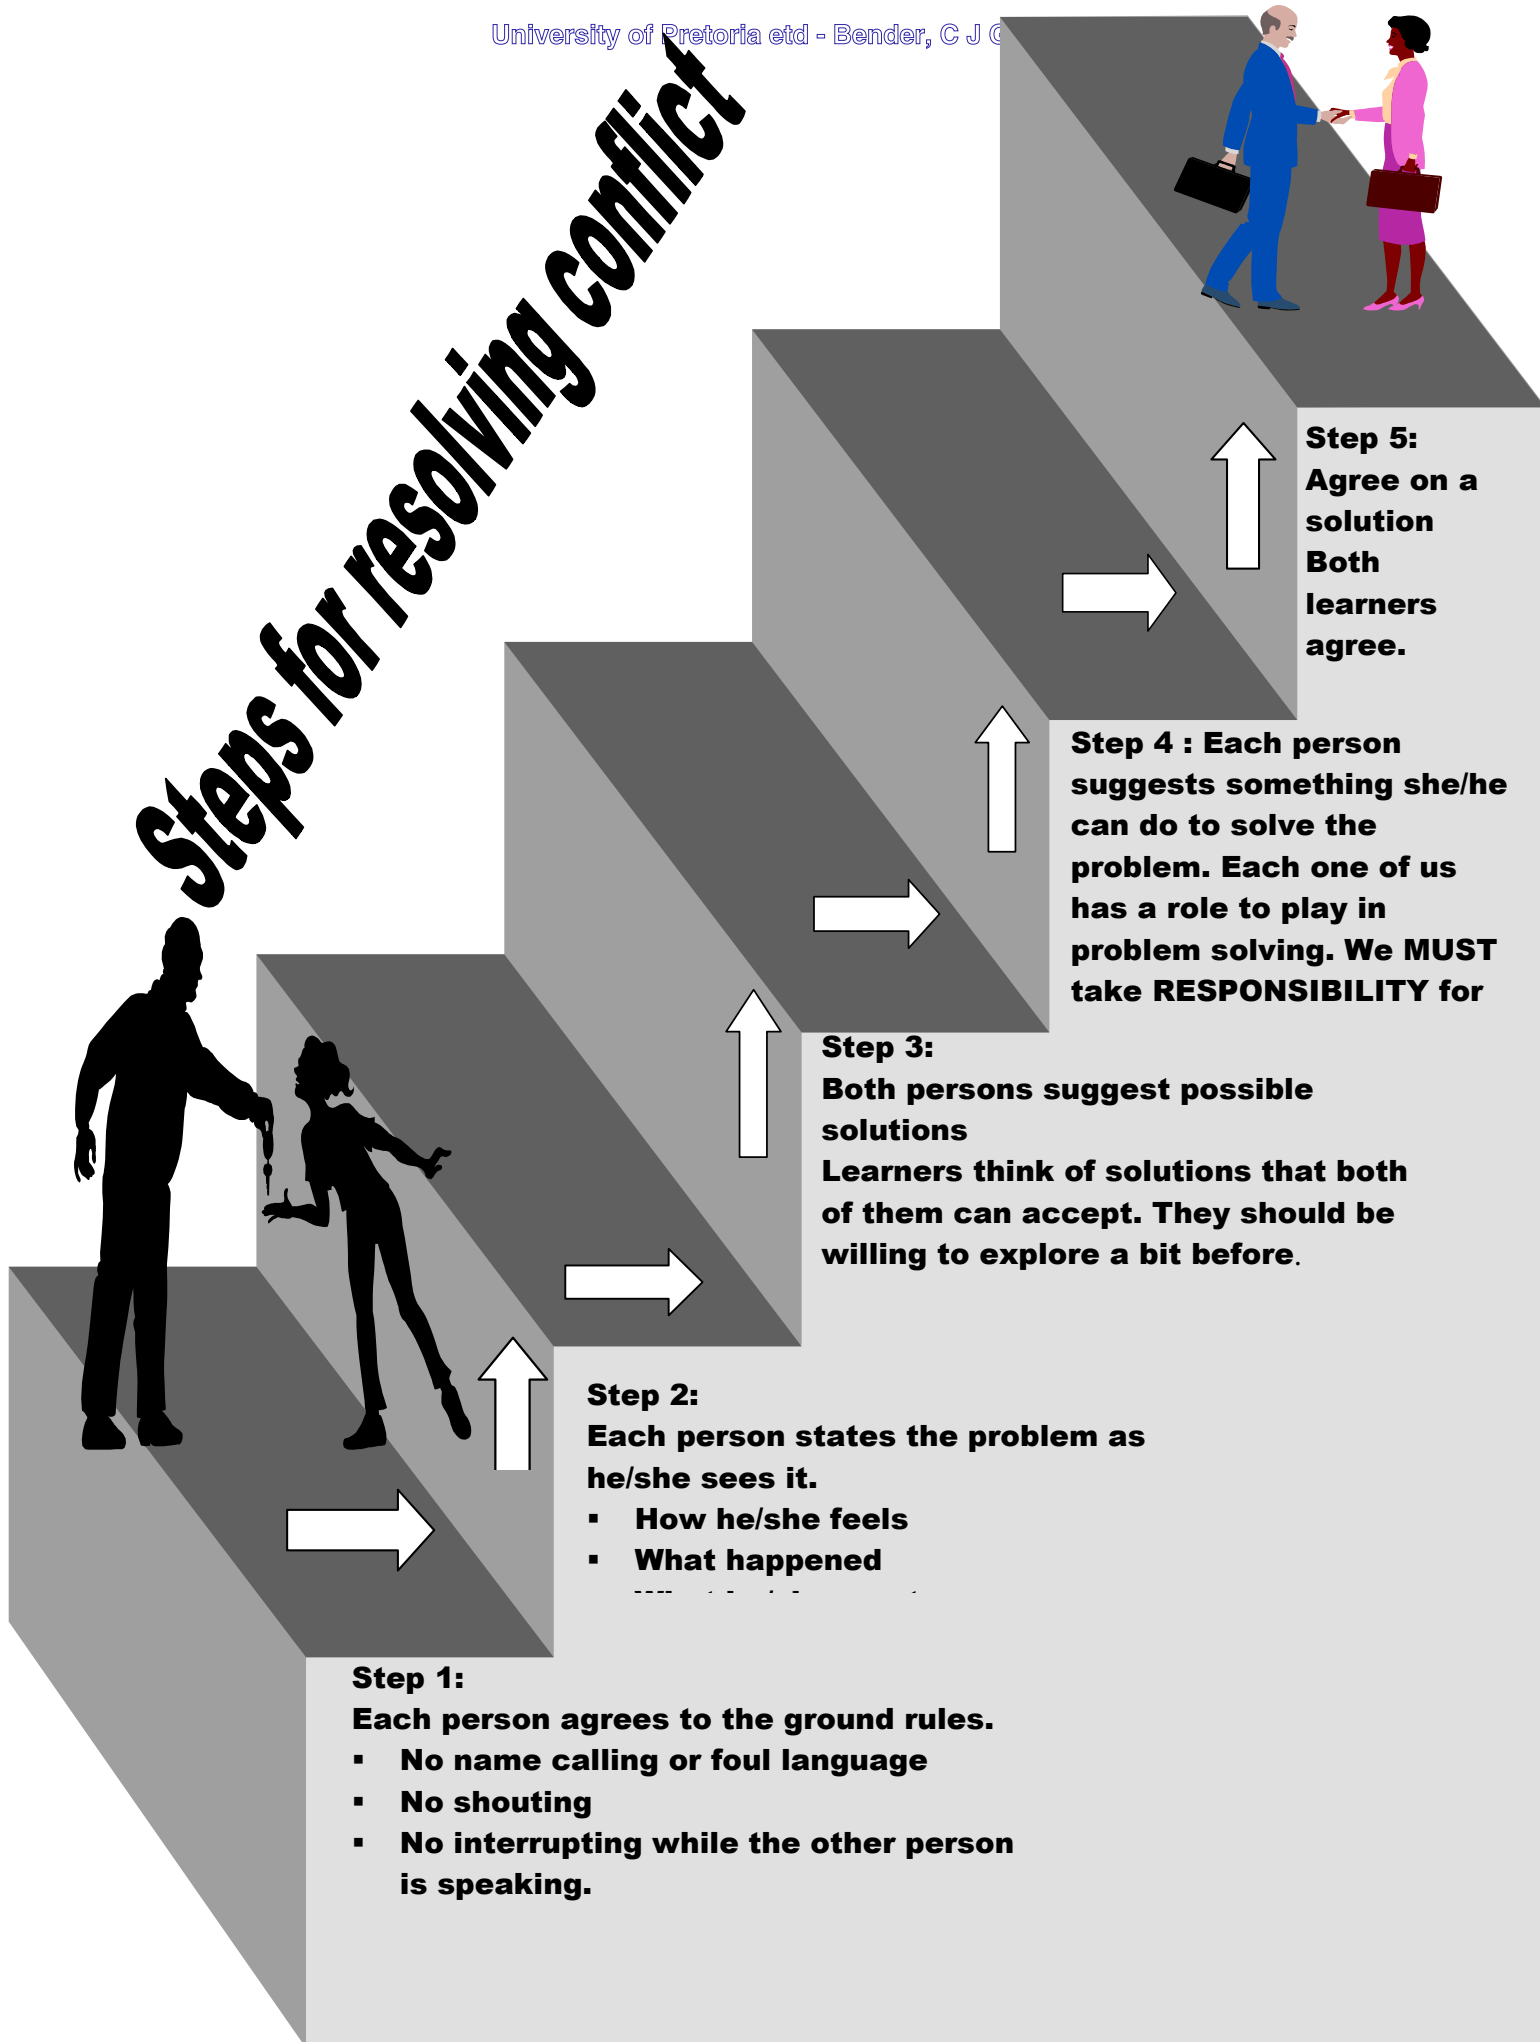 University of Pretoria etd - Bender, C J G
Steps for resolving conflict
Step 5:
Agree on a
solution
Both
learners
agree.
Step 4 : Each person
suggests something she/he
can do to solve the
problem. Each one of us
has a role to play in
problem solving. We MUST
take RESPONSIBILITY for
Step 3:
Both persons suggest possible
solutions
Learners think of solutions that both
of them can accept. They should be
willing to explore a bit before.
Step 2:
Each person states the problem as
he/she sees it.
▪ How he/she feels
▪ What happened
Step 1:
Each person agrees to the ground rules.
▪ No name calling or foul language
▪ No shouting
▪ No interrupting while the other person
is speaking.